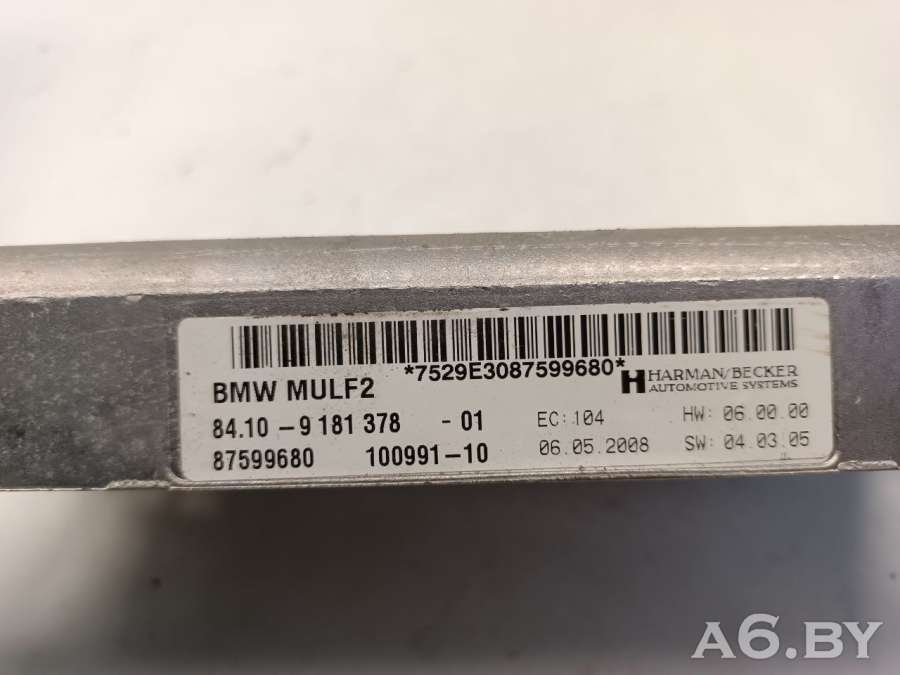 *7529E3087599680*
BMW MULF2
HARMAN/BECKER
AUTOMOTIVE SYSTEMS
84.10 - 9 181 378 - 01 EC: 104 HW: 06.00.00
87599680 100991-10 06.05.2008 SW: 04.03.05
A6.BY